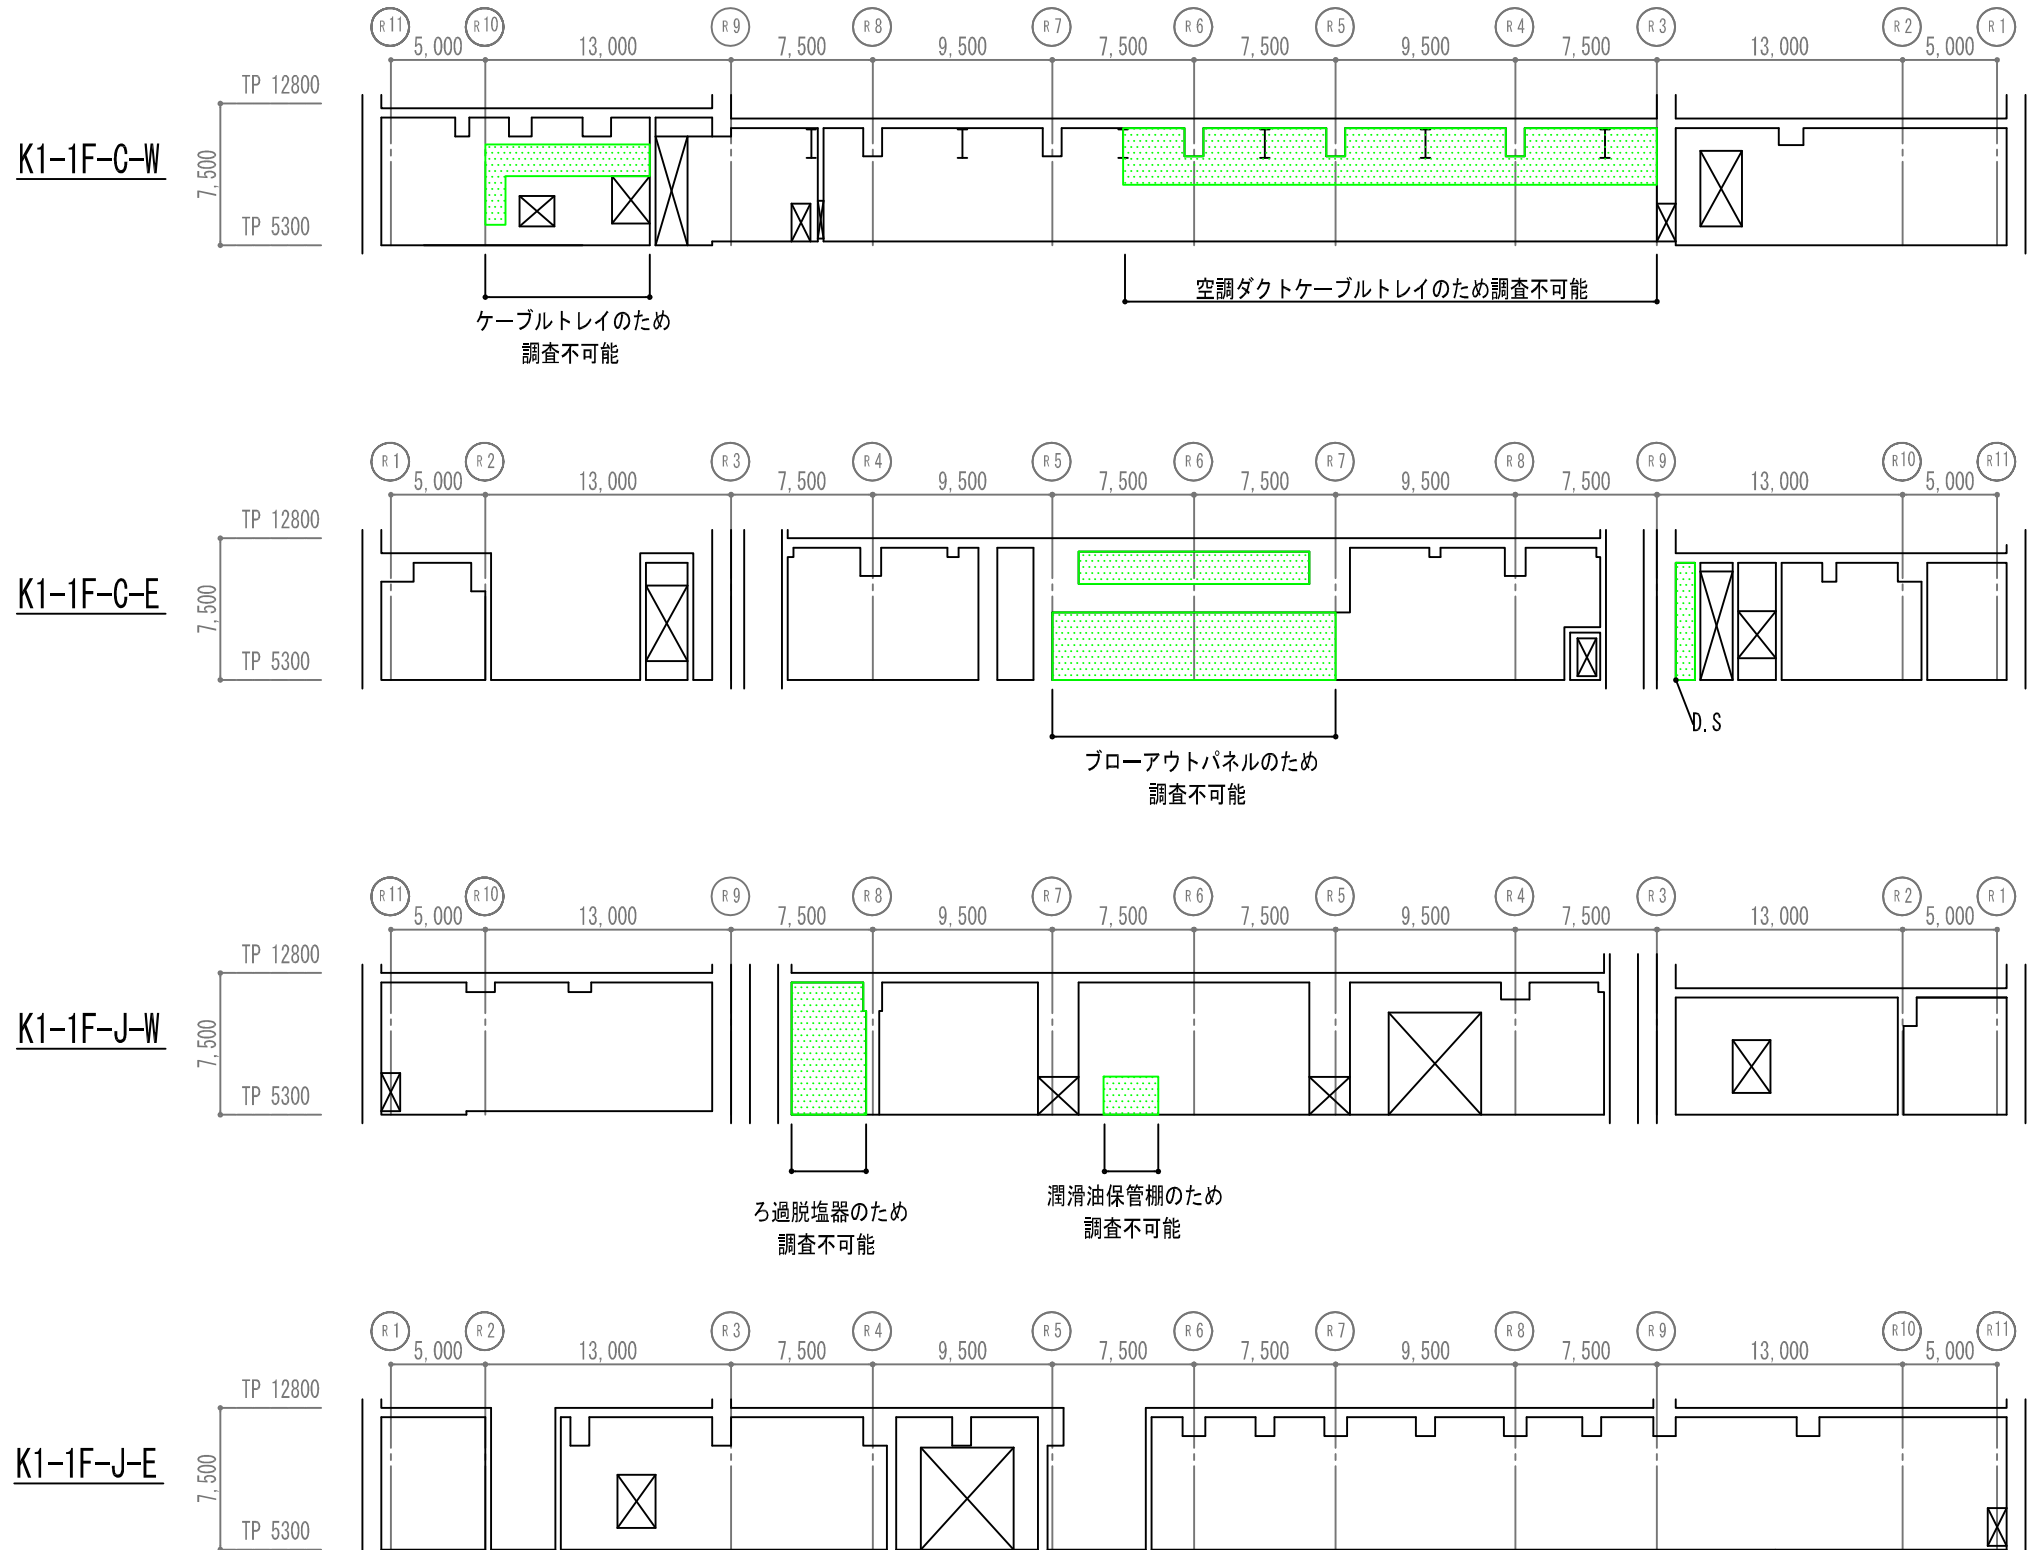 R11 R10 R9 R8 R7 R6 R5 R4 R3 R2 R1
5,000 13,000 7,500 9,500 7,500 7,500 9,500 7,500 13,000 5,000
TP 12800
K1-1F-C-W
7,500
TP 5300
空調ダクトケーブルトレイのため調査不可能
ケーブルトレイのため
調査不可能
R1 R2 R3 R4 R5 R6 R7 R8 R9 R10 R11
5,000 13,000 7,500 9,500 7,500 7,500 9,500 7,500 13,000 5,000
TP 12800
K1-1F-C-E
7,500
TP 5300
D.S
ブローアウトパネルのため
調査不可能
R11 R10 R9 R8 R7 R6 R5 R4 R3 R2 R1
5,000 13,000 7,500 9,500 7,500 7,500 9,500 7,500 13,000 5,000
TP 12800
K1-1F-J-W
7,500
TP 5300
ろ過脱塩器のため
調査不可能
潤滑油保管棚のため
調査不可能
R1 R2 R3 R4 R5 R6 R7 R8 R9 R10 R11
5,000 13,000 7,500 9,500 7,500 7,500 9,500 7,500 13,000 5,000
TP 12800
K1-1F-J-E
7,500
TP 5300